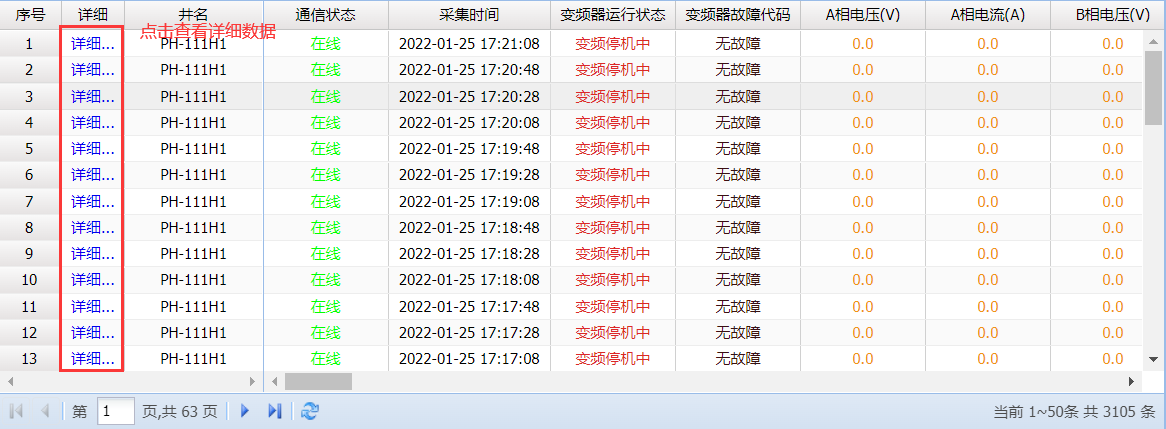 序号 详细 井名 通信状态 采集时间 变频器运行状态 变频器故障代码 A相电压(V) A相电流(A) B相电压(V)
点击查看详细数据
1 详细... PH-111H1 在线 2022-01-25 17:21:08 变频停机中 无故障 0.0 0.0 0.0
2 详细... PH-111H1 在线 2022-01-25 17:20:48 变频停机中 无故障 0.0 0.0 0.0
3 详细... PH-111H1 在线 2022-01-25 17:20:28 变频停机中 无故障 0.0 0.0 0.0
4 详细... PH-111H1 在线 2022-01-25 17:20:08 变频停机中 无故障 0.0 0.0 0.0
5 详细... PH-111H1 在线 2022-01-25 17:19:48 变频停机中 无故障 0.0 0.0 0.0
6 详细... PH-111H1 在线 2022-01-25 17:19:28 变频停机中 无故障 0.0 0.0 0.0
7 详细... PH-111H1 在线 2022-01-25 17:19:08 变频停机中 无故障 0.0 0.0 0.0
8 详细... PH-111H1 在线 2022-01-25 17:18:48 变频停机中 无故障 0.0 0.0 0.0
9 详细... PH-111H1 在线 2022-01-25 17:18:28 变频停机中 无故障 0.0 0.0 0.0
10 详细... PH-111H1 在线 2022-01-25 17:18:08 变频停机中 无故障 0.0 0.0 0.0
11 详细... PH-111H1 在线 2022-01-25 17:17:48 变频停机中 无故障 0.0 0.0 0.0
12 详细... PH-111H1 在线 2022-01-25 17:17:28 变频停机中 无故障 0.0 0.0 0.0
13 详细... PH-111H1 在线 2022-01-25 17:17:08 变频停机中 无故障 0.0 0.0 0.0
第 1 页,共 63 页 当前 1~50条 共 3105 条